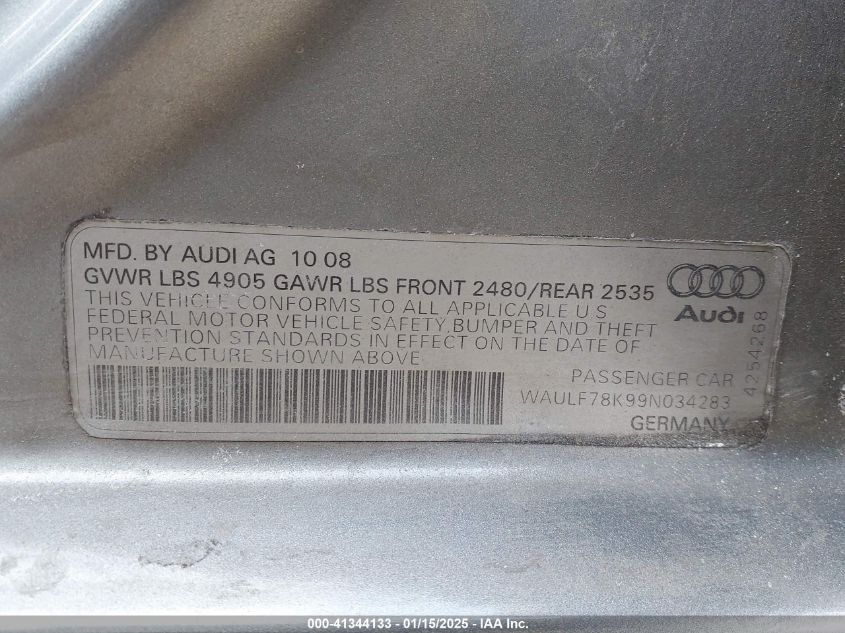 MFD. BY AUDI AG 10 08
GVWR LBS 4905 GAWR LBS FRONT 2480/REAR 2535
THIS VEHICLE CONFORMS TO ALL APPLICABLE U S
FEDERAL MOTOR VEHICLE SAFETY, BUMPER AND THEFT
PREVENTION STANDARDS IN EFFECT ON THE DATE OF
MANUFACTURE SHOWN ABOVE
Audi
PASSENGER CAR
WAULF78K99N034283
GERMANY
4254268
000-41344133 - 01/15/2025 - IAA Inc.